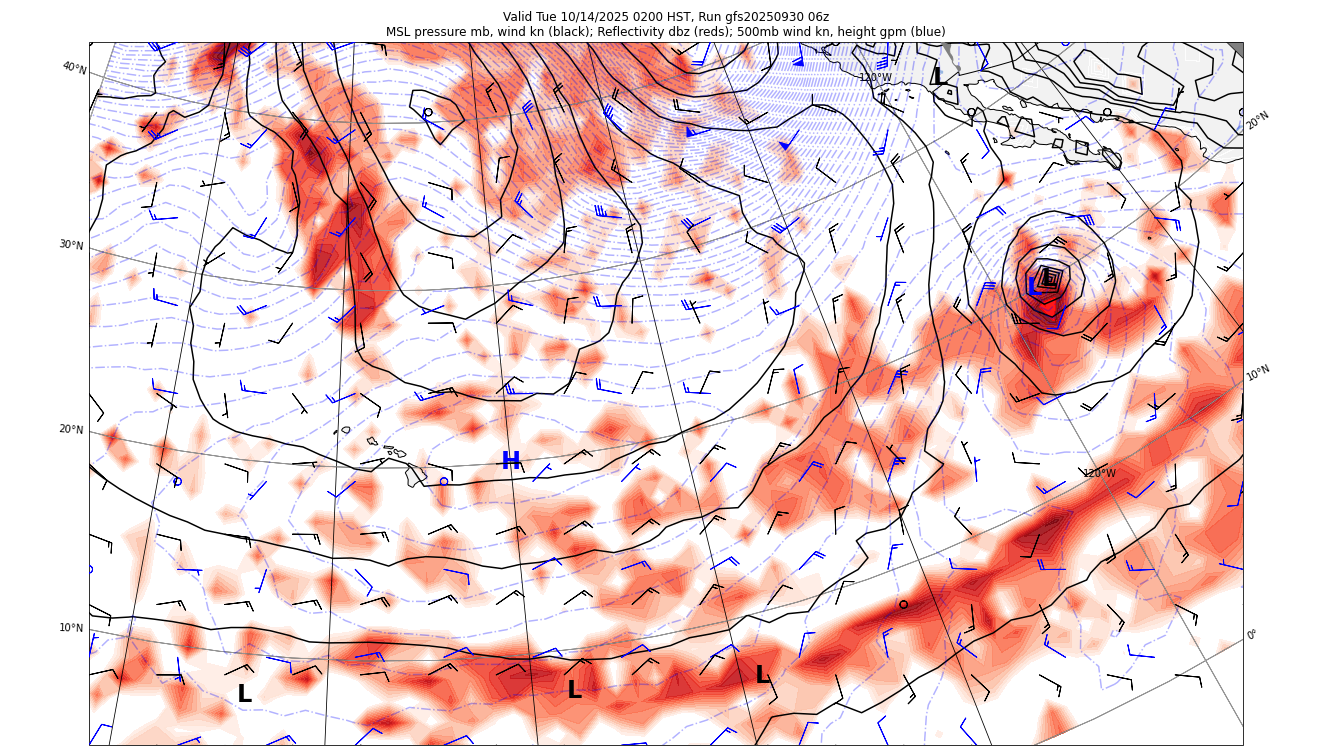 Valid Tue 10/14/2025 0200 HST, Run gfs20250930 06z
MSL pressure mb, wind kn (black); Reflectivity dbz (reds); 500mb wind kn, height gpm (blue)
40°N
120°W
L
20°N
30°N
L
L
10°N
20°N
H
120°W
10°N
0°
L
L
L